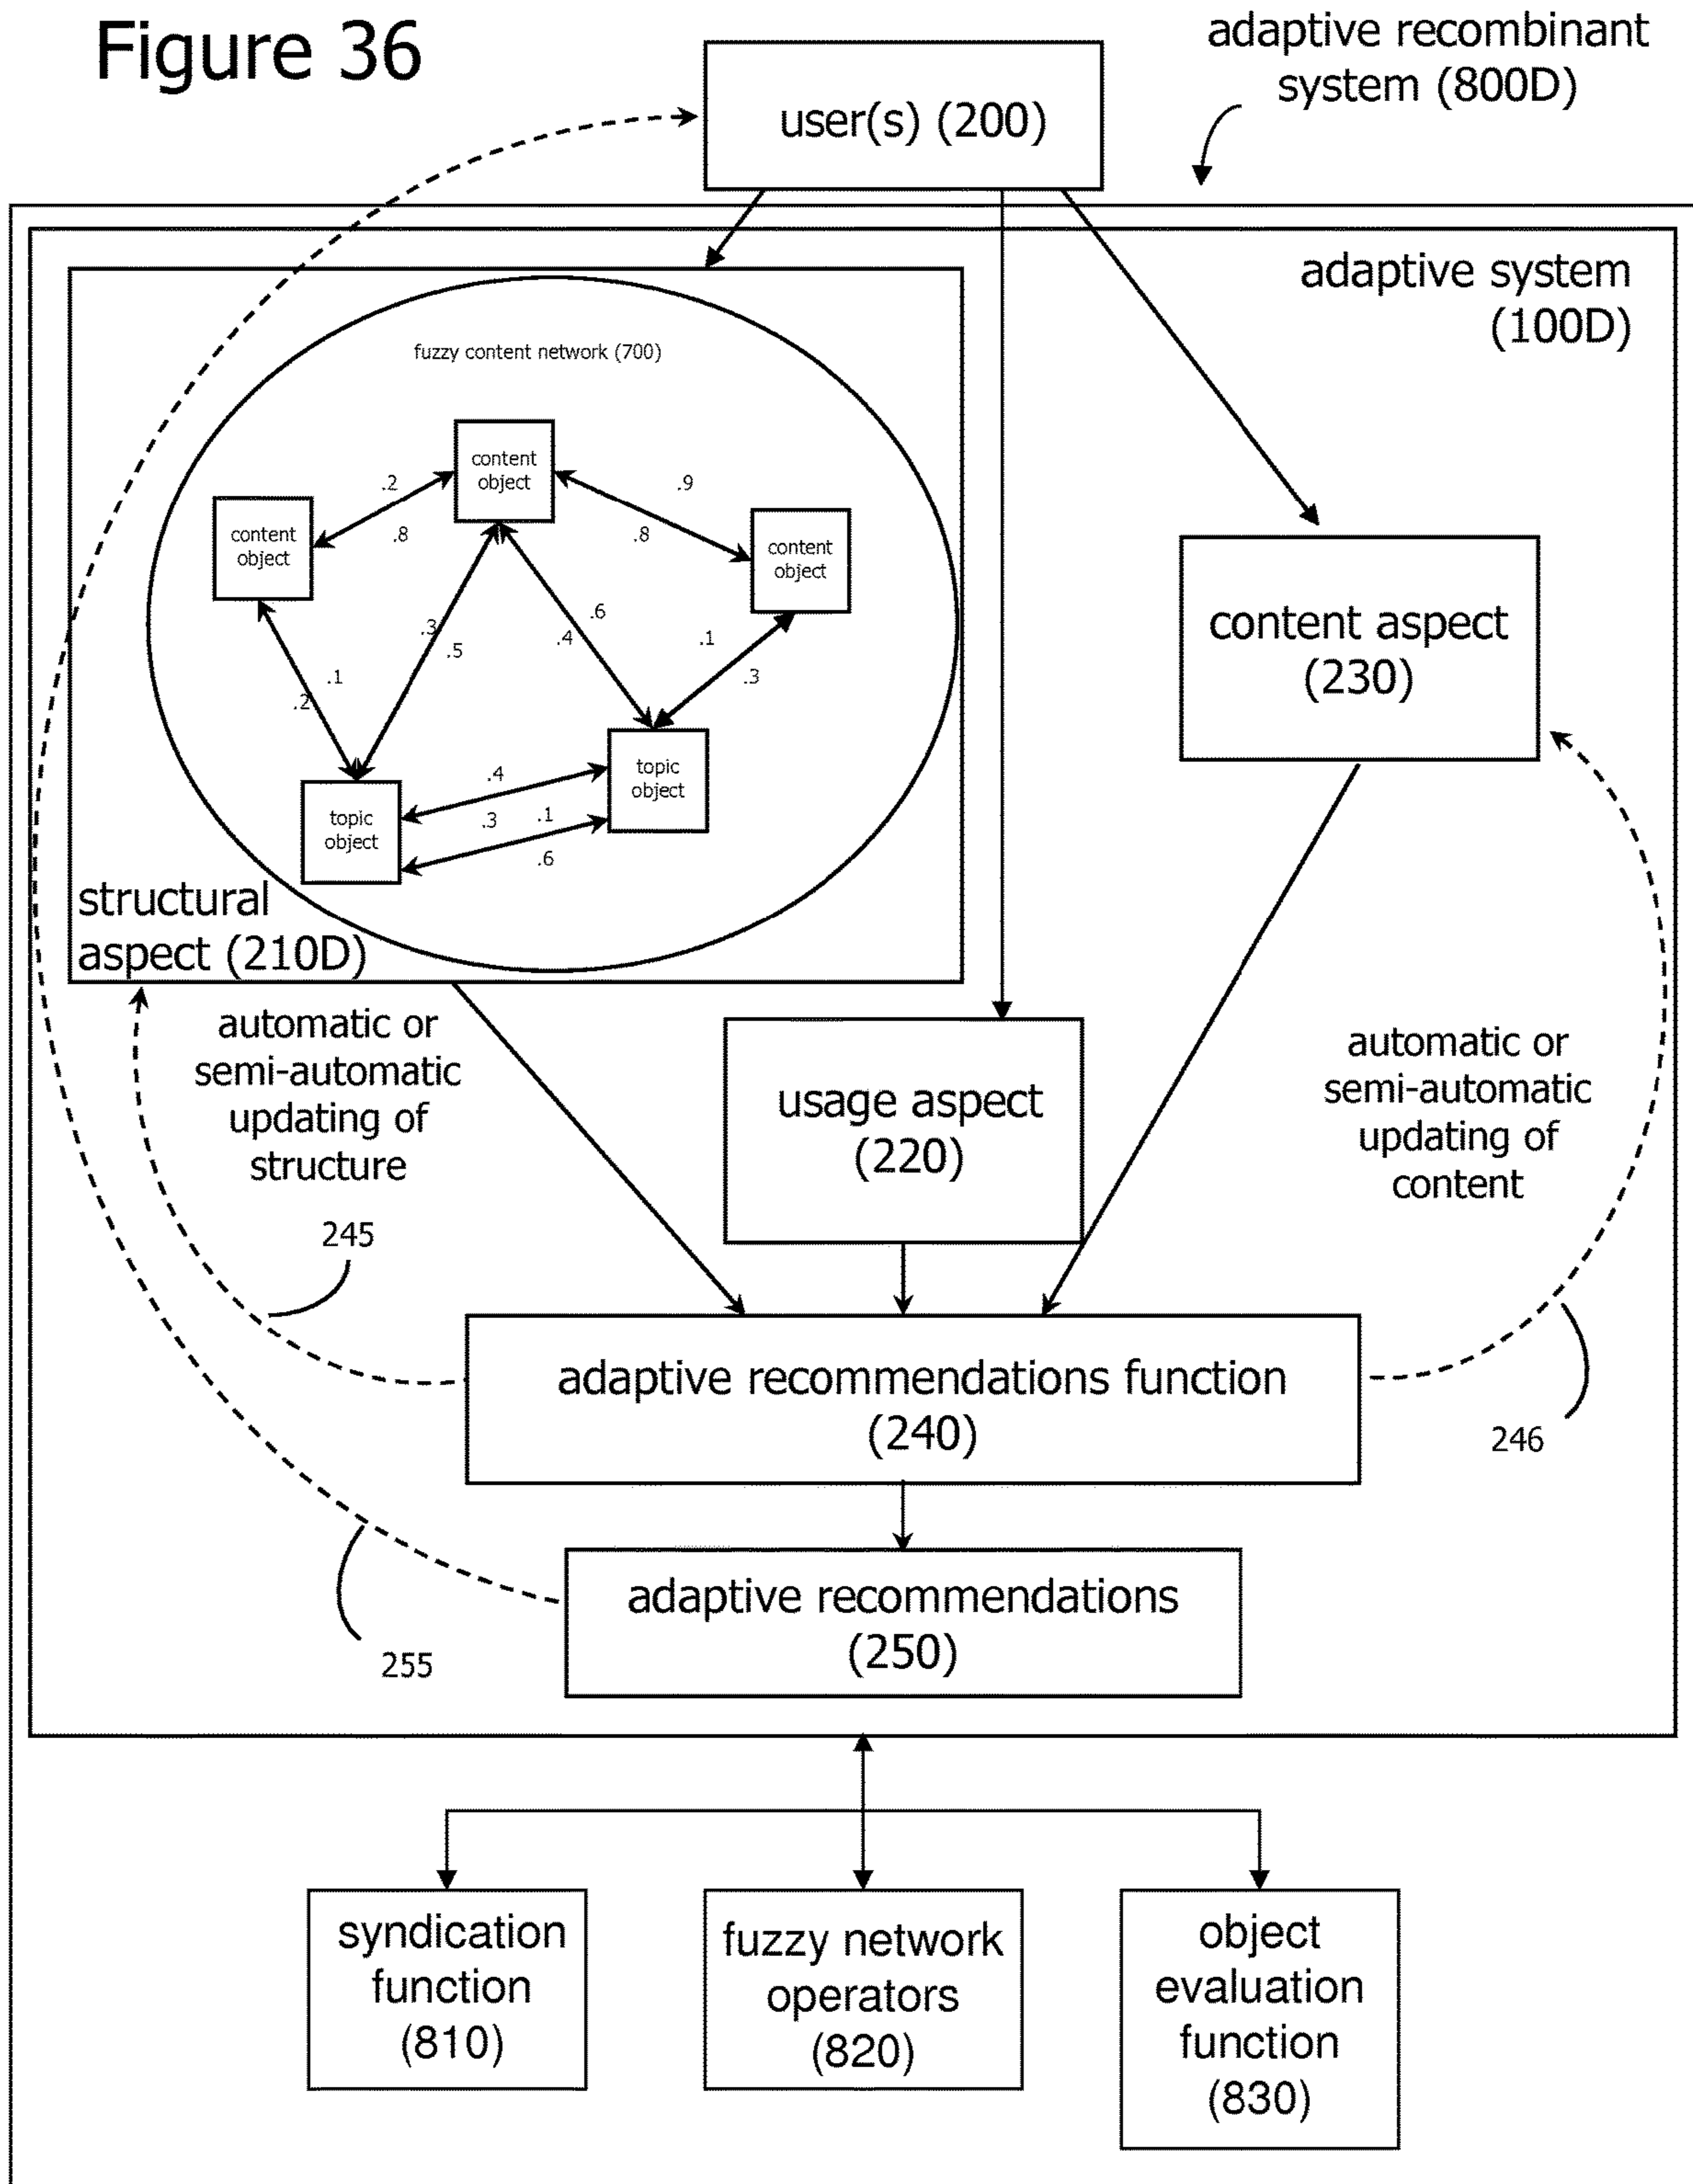 Figure 36
adaptive recombinant
system (800D)
user(s) (200)
adaptive system
(100D)
fuzzy content network (700)
content
object
.2
.9
content
object
.8
.8
content
object
.6
.3
.4
.1
.5
.1
.3
.2
content aspect
(230)
topic
object
.4
.3
.1
topic
object
.6
structural
aspect (210D)
automatic or
semi-automatic
updating of
structure
usage aspect
(220)
automatic or
semi-automatic
updating of
content
245
adaptive recommendations function
(240)
246
adaptive recommendations
(250)
255
syndication
function
(810)
fuzzy network
operators
(820)
object
evaluation
function
(830)